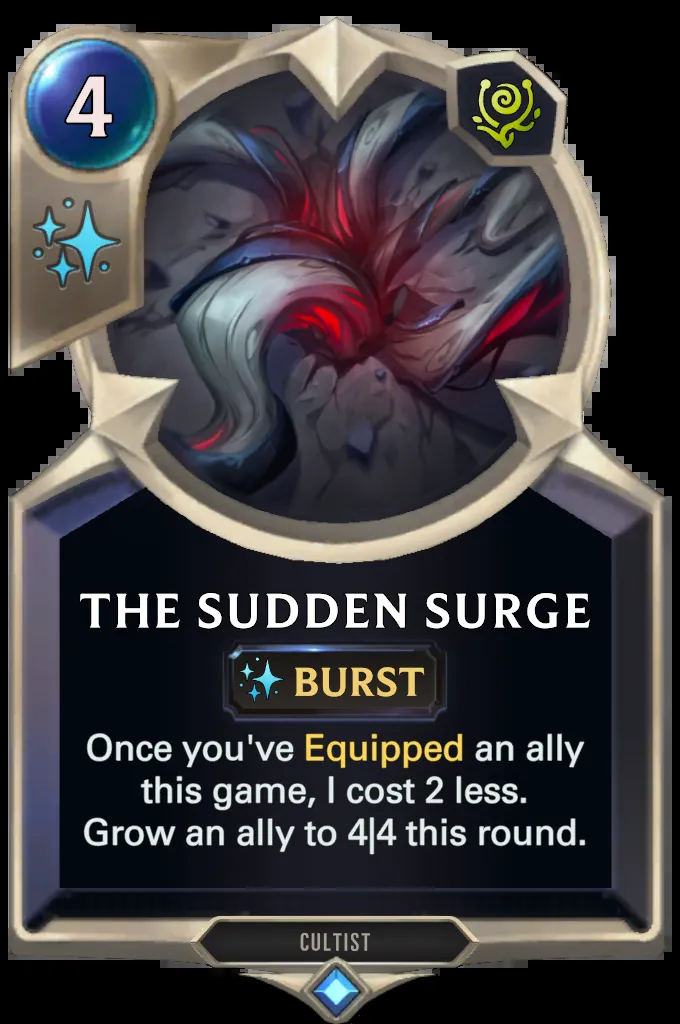 4
THE SUDDEN SURGE
BURST
Once you've Equipped an ally
this game, I cost 2 less.
Grow an ally to 4|4 this round.
CULTIST